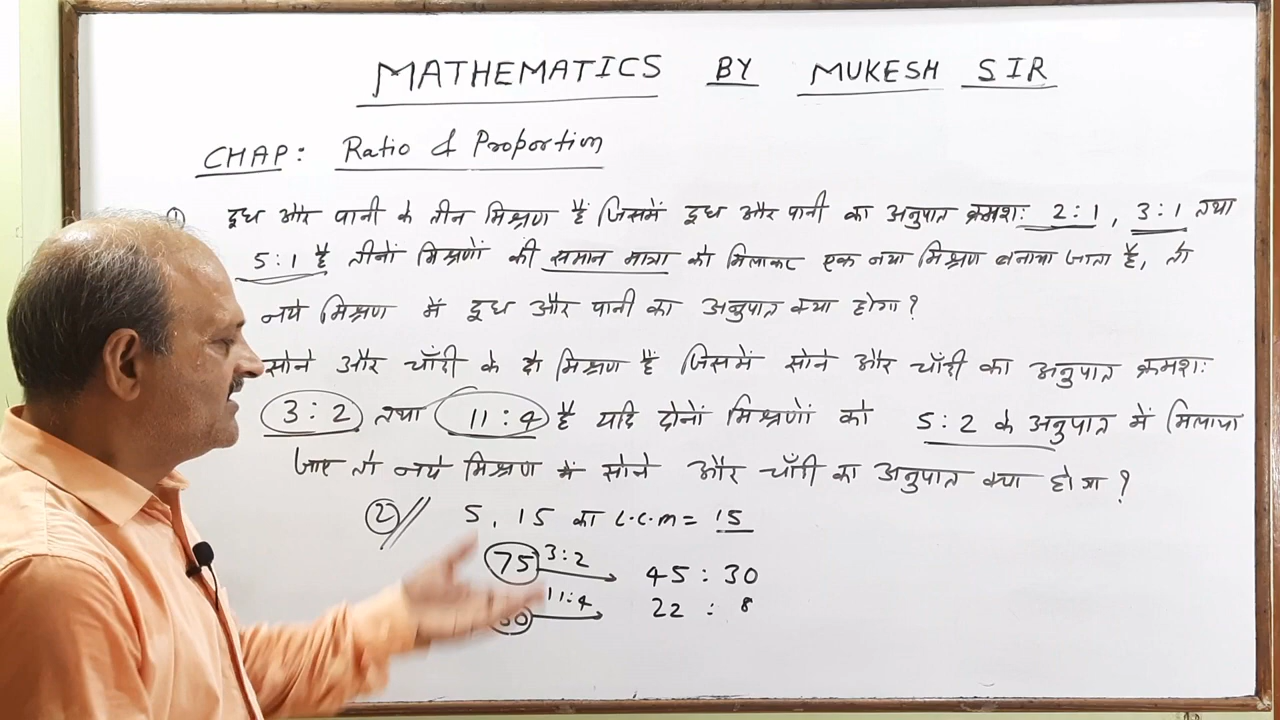 MATHEMATICS BY MUKESH SIR
CHAP: Ratio & Proportion
① दूध और पानी के तीन मिश्रण हैं जिसमें दूध और पानी का अनुपात क्रमशः 2:1, 3:1 तथा
5:1 है तीनों मिश्रणों की समान मात्रा को मिलाकर एक नया मिश्रण बनाया जाता है, तो
नये मिश्रण में दूध और पानी का अनुपात क्या होगा?
सोने और चाँदी के दो मिश्रण हैं जिसमें सोने और चाँदी का अनुपात क्रमशः
3:2 तथा 11:4 है यदि दोनों मिश्रणों को 5:2 के अनुपात में मिलाया
जाए तो नये मिश्रण में सोने और चाँदी का अनुपात क्या होगा?
② // 5, 15 का L.C.M = 15
75 3:2 45 : 30
11:4 22 : 8